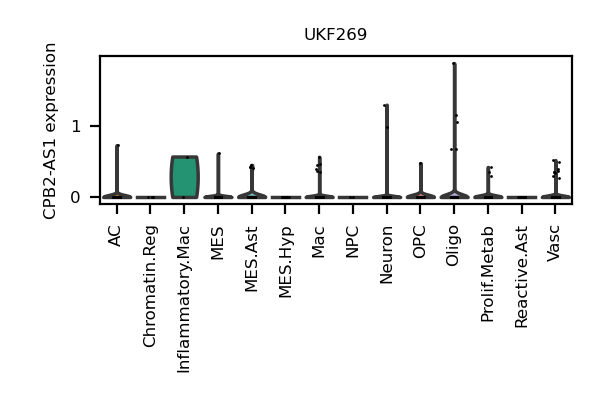 UKF269
CPB2-AS1 expression
1
0
AC
Chromatin.Reg
Inflammatory.Mac
MES
MES.Ast
MES.Hyp
Mac
NPC
Neuron
OPC
Oligo
Prolif.Metab
Reactive.Ast
Vasc